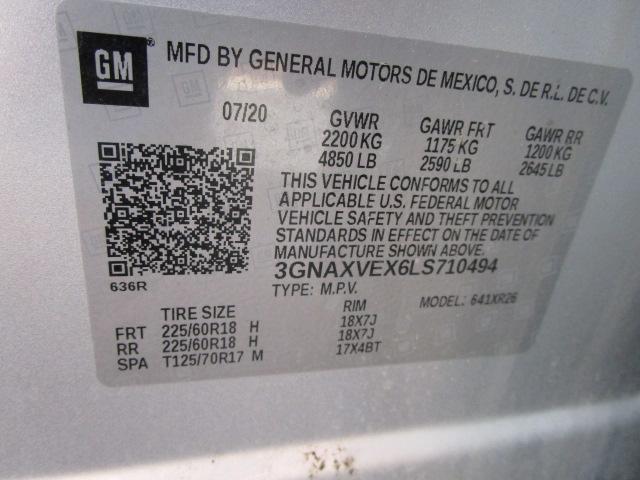 GM MFD BY GENERAL MOTORS DE MEXICO, S. DE R.L. DE C.V.
07/20 GVWR GAWR FRT GAWR RR
2200 KG 1175 KG 1200 KG
4850 LB 2590 LB 2645 LB
THIS VEHICLE CONFORMS TO ALL
APPLICABLE U.S. FEDERAL MOTOR
VEHICLE SAFETY AND THEFT PREVENTION
STANDARDS IN EFFECT ON THE DATE OF
MANUFACTURE SHOWN ABOVE.
3GNAXVEX6LS710494
636R TYPE: M.P.V. MODEL: 641XR26
TIRE SIZE RIM
FRT 225/60R18 H 18X7J
RR 225/60R18 H 18X7J
SPA T125/70R17 M 17X4BT